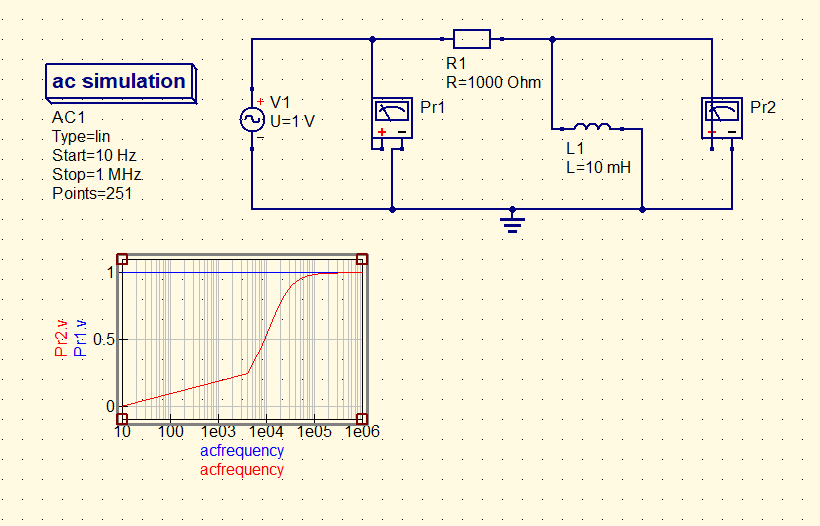 ac simulation
AC1
Type=lin
Start=10 Hz
Stop=1 MHz
Points=251
V1
U=1 V
Pr1
R1
R=1000 Ohm
L1
L=10 mH
Pr2
1
0.5
0
Pr2.v
Pr1.v
10 100 1e03 1e04 1e05 1e06
acfrequency
acfrequency